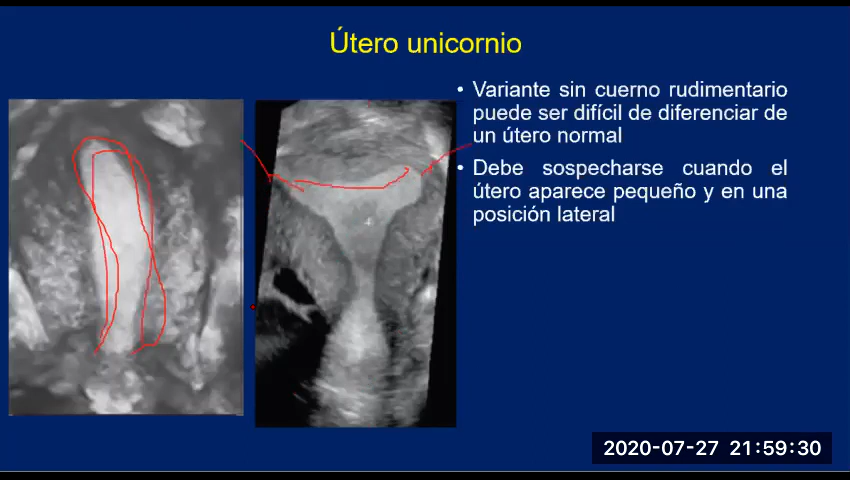 Útero unicornio
• Variante sin cuerno rudimentario
puede ser difícil de diferenciar de
un útero normal
• Debe sospecharse cuando el
útero aparece pequeño y en una
posición lateral
2020-07-27 21:59:30